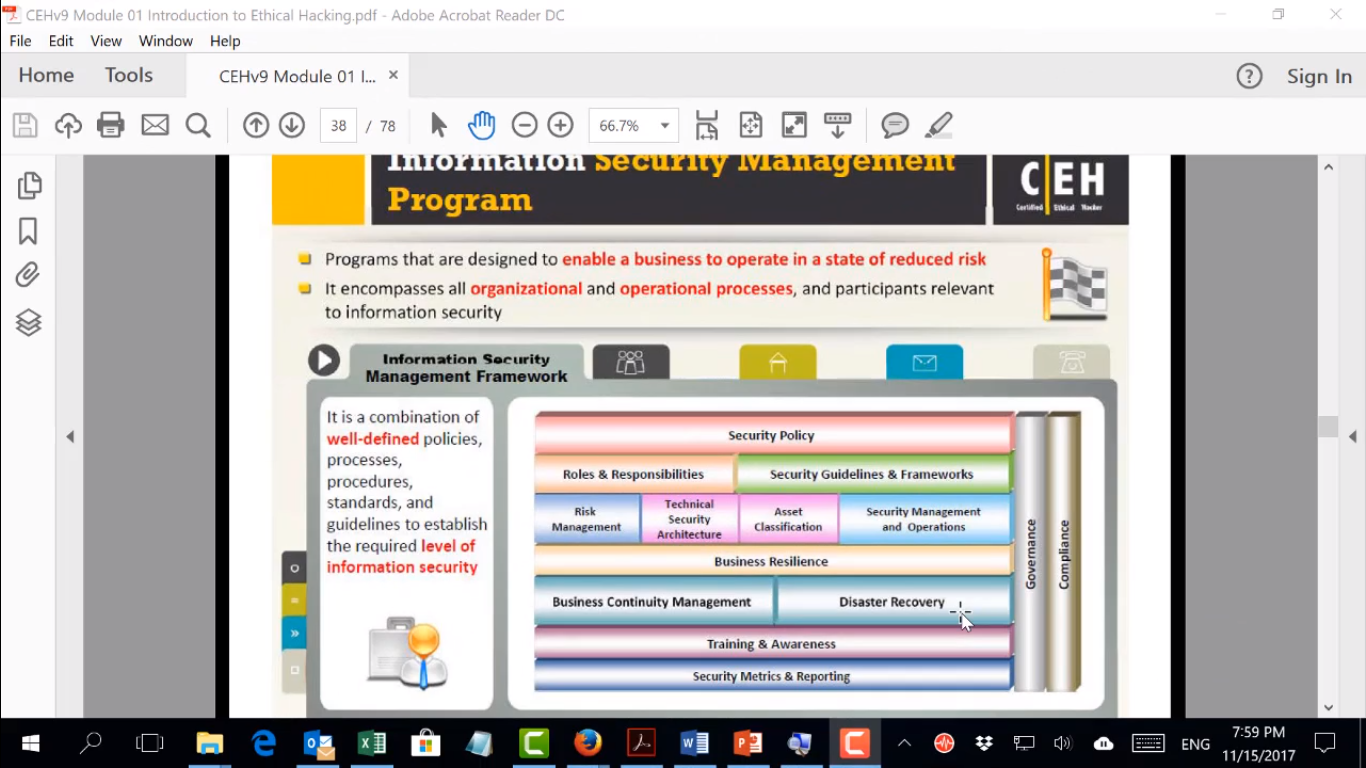 CEHv9 Module 01 Introduction to Ethical Hacking.pdf - Adobe Acrobat Reader DC
File Edit View Window Help
Home Tools CEHv9 Module 01 I... × Sign In
38 / 78 66.7%
Information Security Management
Program
CEH
Certified Ethical Hacker
Programs that are designed to enable a business to operate in a state of reduced risk
It encompasses all organizational and operational processes, and participants relevant
to information security
Information Security
Management Framework
It is a combination of
well-defined policies,
processes,
procedures,
standards, and
guidelines to establish
the required level of
information security
Security Policy
Roles & Responsibilities Security Guidelines & Frameworks
Risk
Management
Technical
Security
Architecture
Asset
Classification
Security Management
and Operations
Business Resilience
Business Continuity Management Disaster Recovery
Training & Awareness
Security Metrics & Reporting
Governance
Compliance
ENG
7:59 PM
11/15/2017